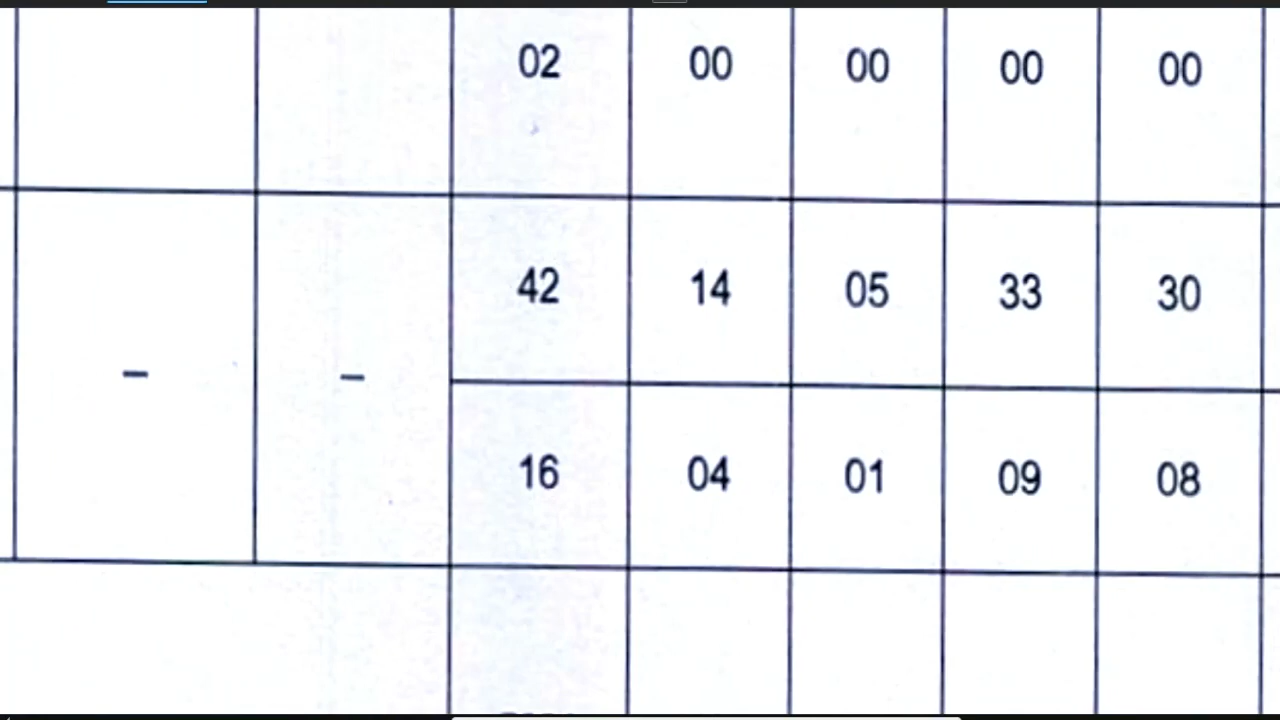 02 00 00 00 00
42 14 05 33 30
– –
16 04 01 09 08